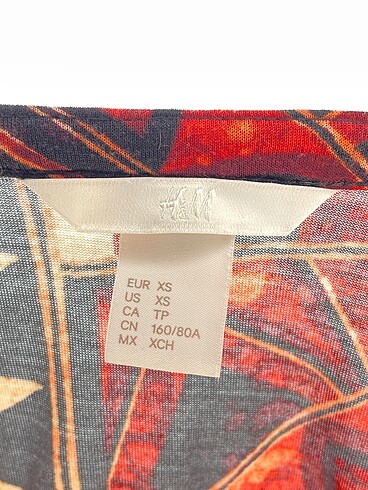 H&M
EUR XS
US XS
CA TP
CN 160/80A
MX XCH